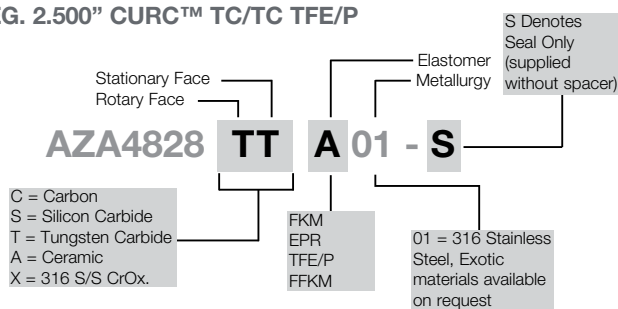 EG. 2.500” CURC™ TC/TC TFE/P
S Denotes
Seal Only
(supplied
without spacer)
Elastomer
Metallurgy
Stationary Face
Rotary Face
AZA4828 TT A 01 - S
C = Carbon
S = Silicon Carbide
T = Tungsten Carbide
A = Ceramic
X = 316 S/S CrOx.
FKM
EPR
TFE/P
FFKM
01 = 316 Stainless
Steel, Exotic
materials available
on request